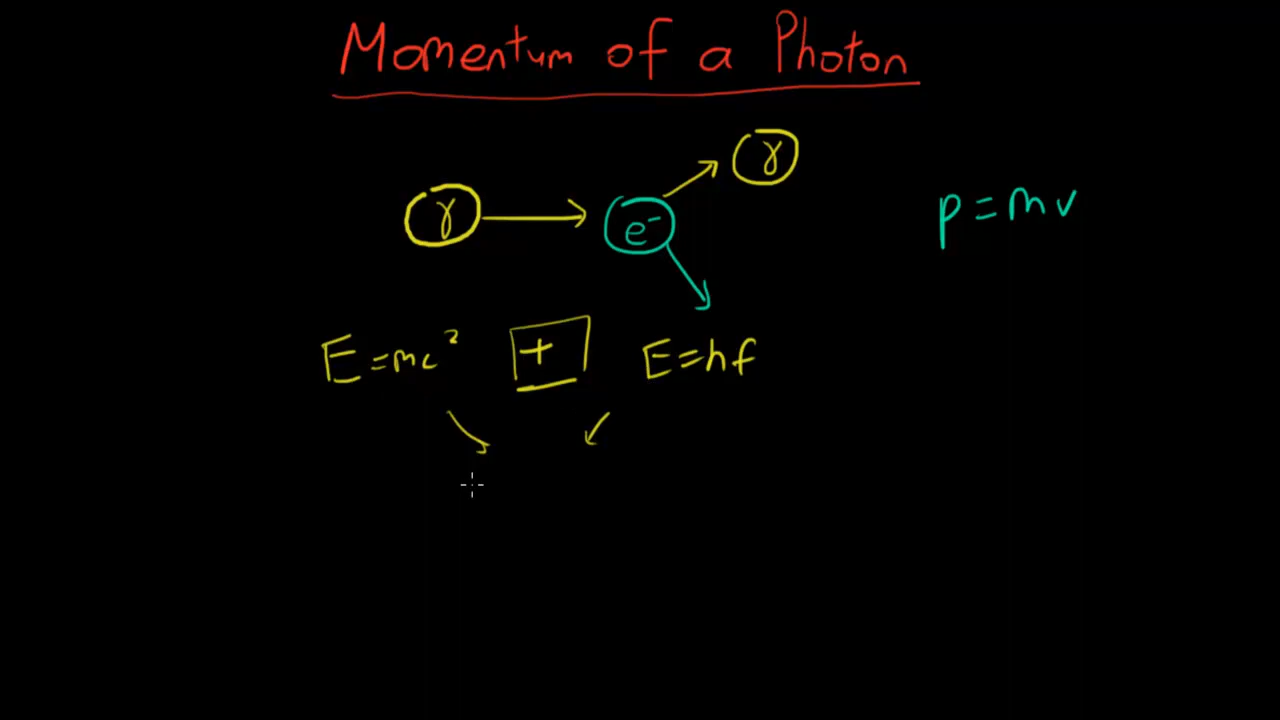 Momentum of a Photon
γ
γ
e⁻
p = mv
E = mc² + E = hf